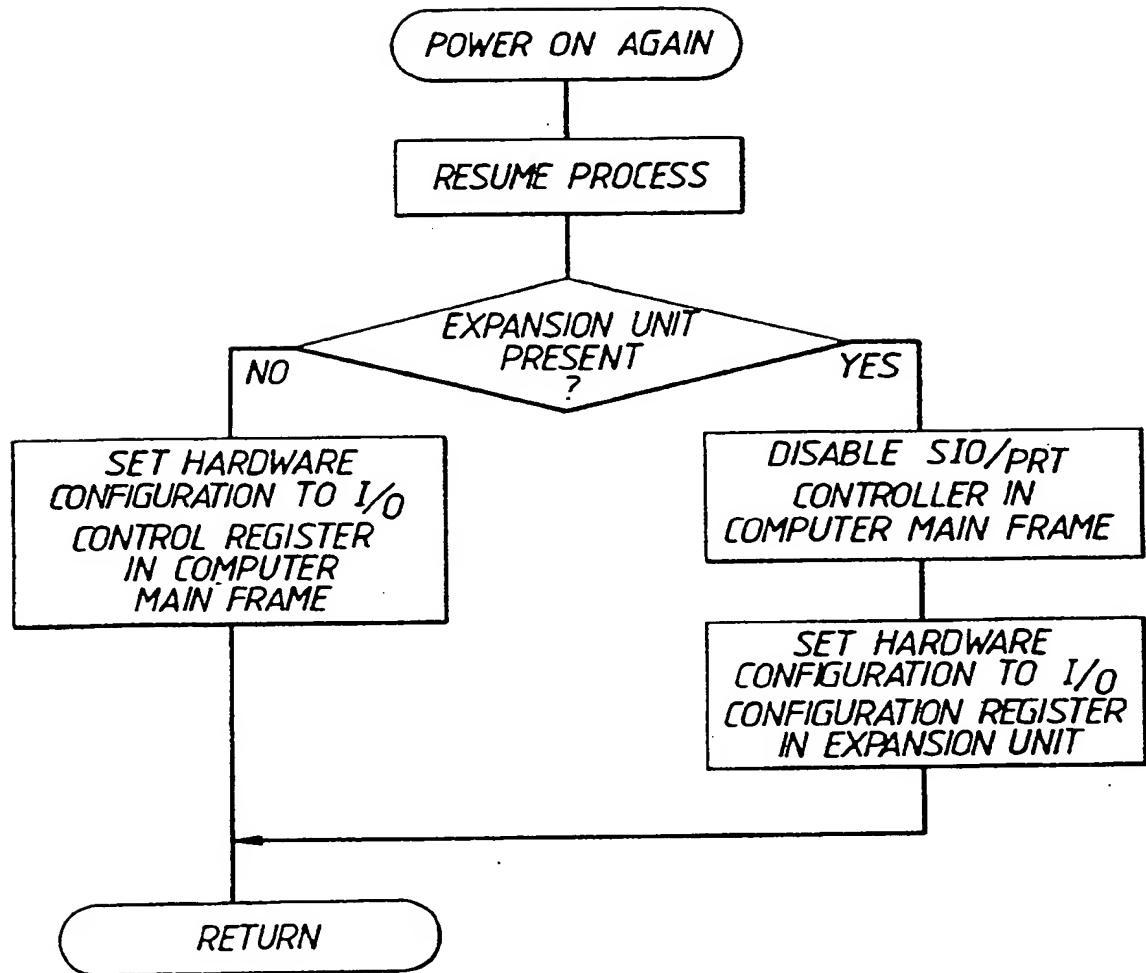 POWER ON AGAIN
RESUME PROCESS
EXPANSION UNIT
PRESENT
?
NO
YES
SET HARDWARE
CONFIGURATION TO I/O
CONTROL REGISTER
IN COMPUTER
MAIN FRAME
DISABLE SIO/PRT
CONTROLLER IN
COMPUTER MAIN FRAME
SET HARDWARE
CONFIGURATION TO I/O
CONFIGURATION REGISTER
IN EXPANSION UNIT
RETURN